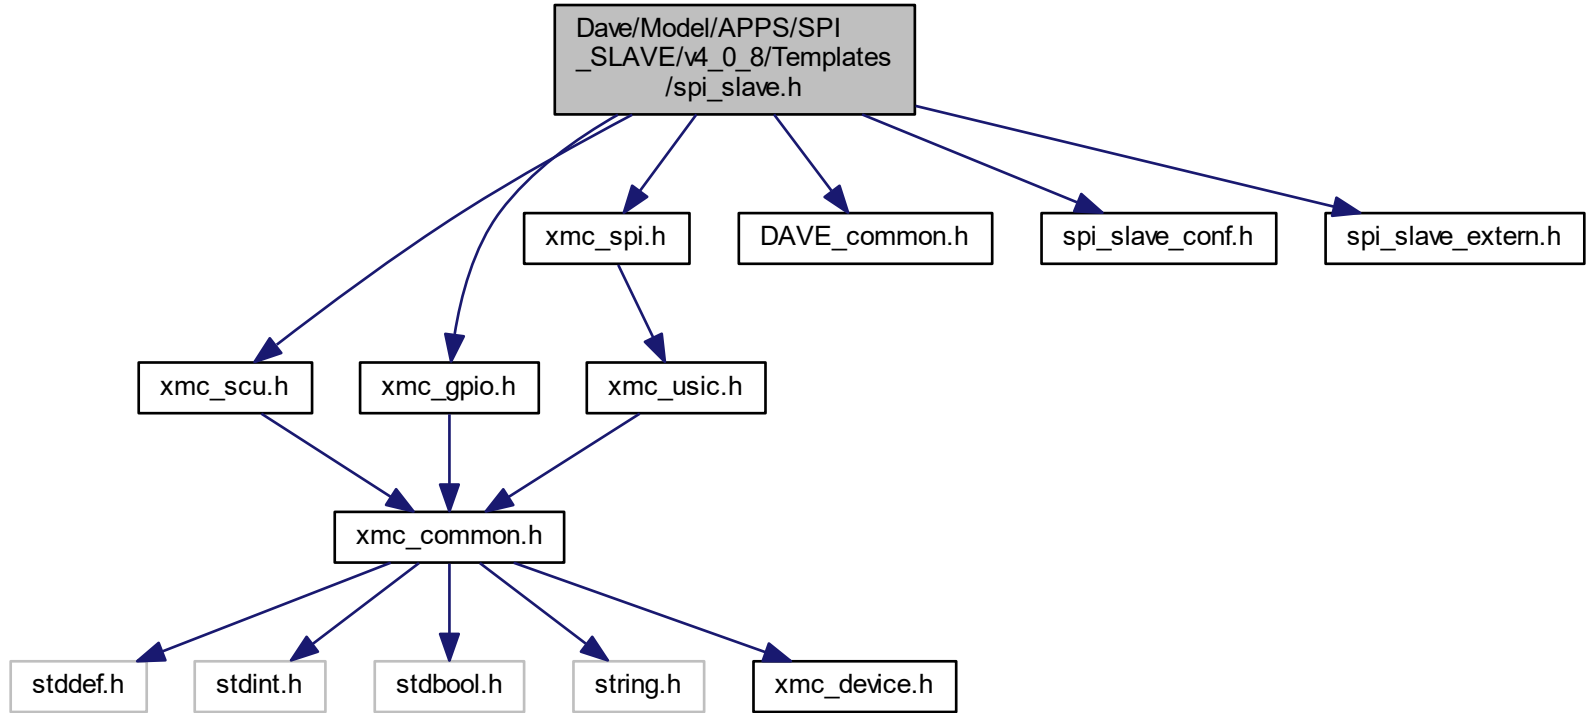 Dave/Model/APPS/SPI
_SLAVE/v4_0_8/Templates
/spi_slave.h
xmc_spi.h
DAVE_common.h
spi_slave_conf.h
spi_slave_extern.h
xmc_scu.h
xmc_gpio.h
xmc_usic.h
xmc_common.h
stddef.h
stdint.h
stdbool.h
string.h
xmc_device.h